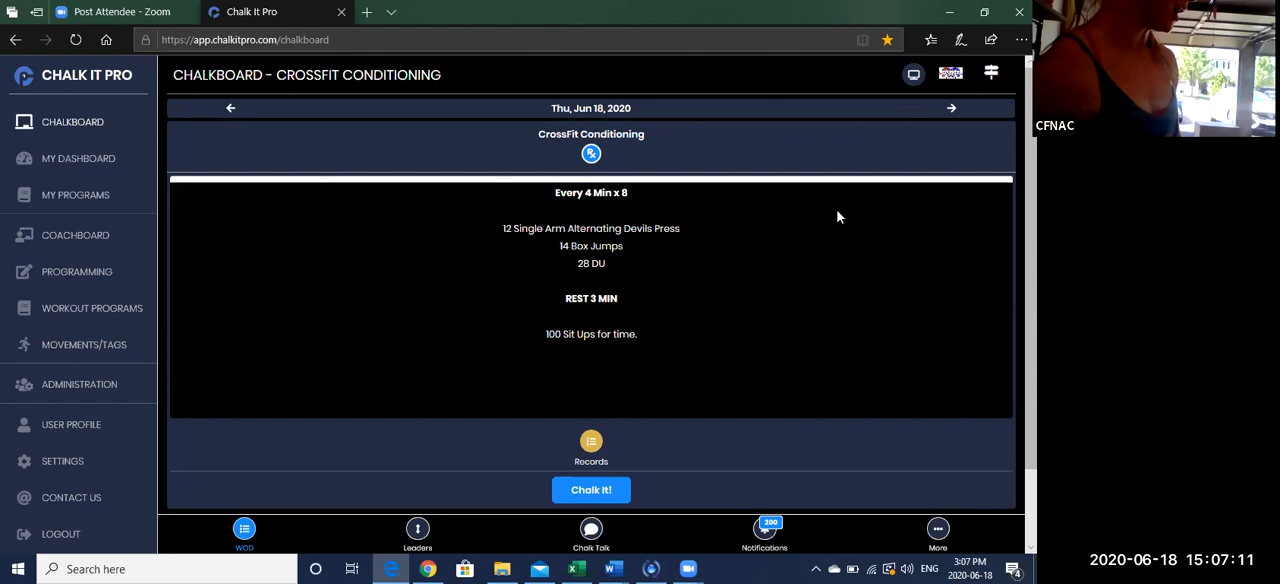 Post Attendee - Zoom
Chalk It Pro
https://app.chalkitpro.com/chalkboard
CHALK IT PRO
CHALKBOARD - CROSSFIT CONDITIONING
CFNAC
Thu, Jun 18, 2020
CHALKBOARD
CrossFit Conditioning
Rx
MY DASHBOARD
MY PROGRAMS
Every 4 Min x 8
12 Single Arm Alternating Devils Press
14 Box Jumps
28 DU
REST 3 MIN
100 Sit Ups for time.
COACHBOARD
PROGRAMMING
WORKOUT PROGRAMS
MOVEMENTS/TAGS
ADMINISTRATION
USER PROFILE
SETTINGS
CONTACT US
LOGOUT
Records
Chalk It!
WOD
Leaders
Chalk Talk
200
Notifications
More
Search here
ENG
3:07 PM
2020-06-18
4
2020-06-18 15:07:11